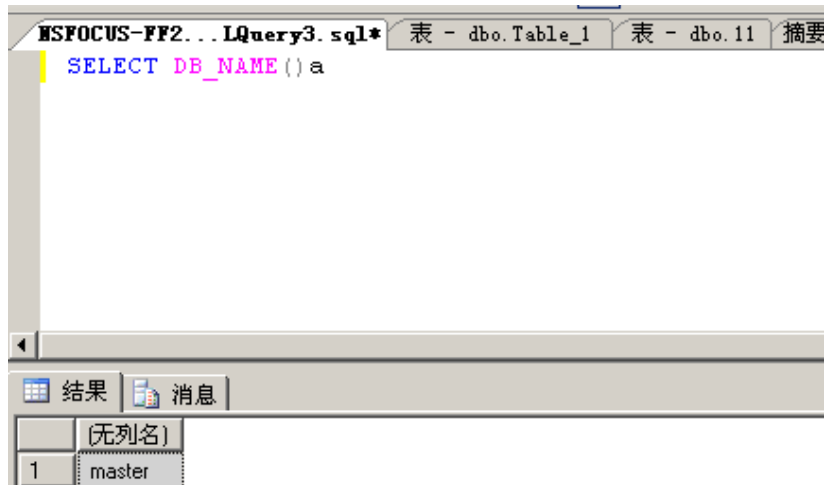 NSFOCUS-FF2...LQuery3.sql* 表 - dbo.Table_1 表 - dbo.11 摘要
SELECT DB_NAME()a
结果 消息
(无列名)
1 master